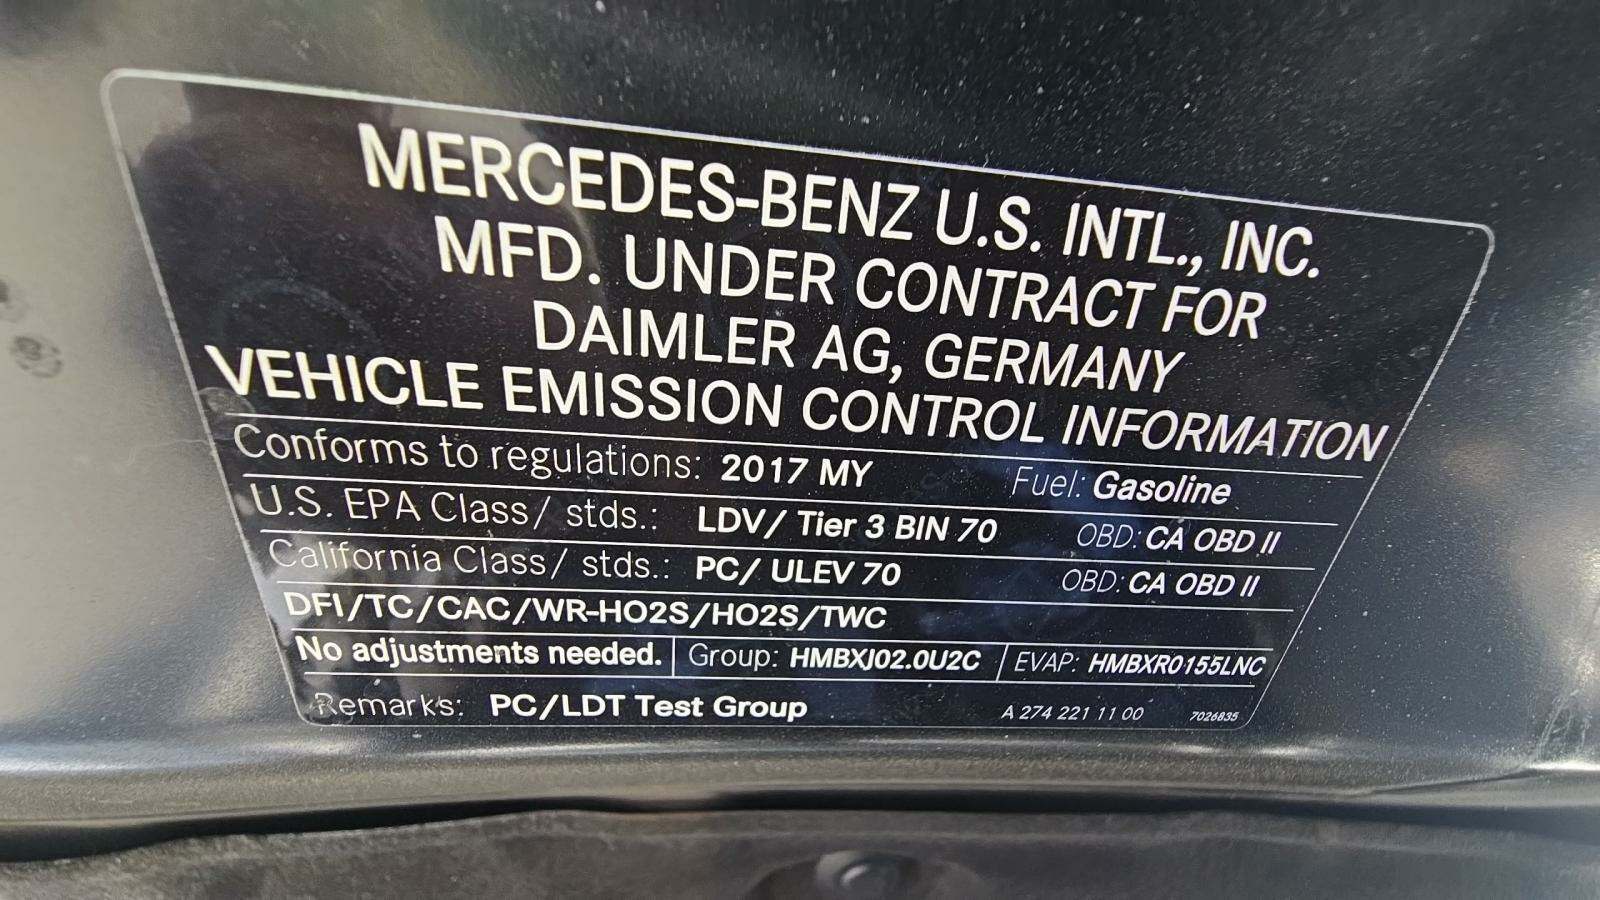 MERCEDES-BENZ U.S. INTL., INC.
MFD. UNDER CONTRACT FOR
DAIMLER AG, GERMANY
VEHICLE EMISSION CONTROL INFORMATION
Conforms to regulations: 2017 MY Fuel: Gasoline
U.S. EPA Class/ stds.: LDV/ Tier 3 BIN 70 OBD: CA OBD II
California Class/ stds.: PC/ ULEV 70 OBD: CA OBD II
DFI/TC/CAC/WR-HO2S/HO2S/TWC
No adjustments needed. Group: HMBXJ02.0U2C EVAP: HMBXR0155LNC
Remarks: PC/LDT Test Group A 274 221 11 00 7026835